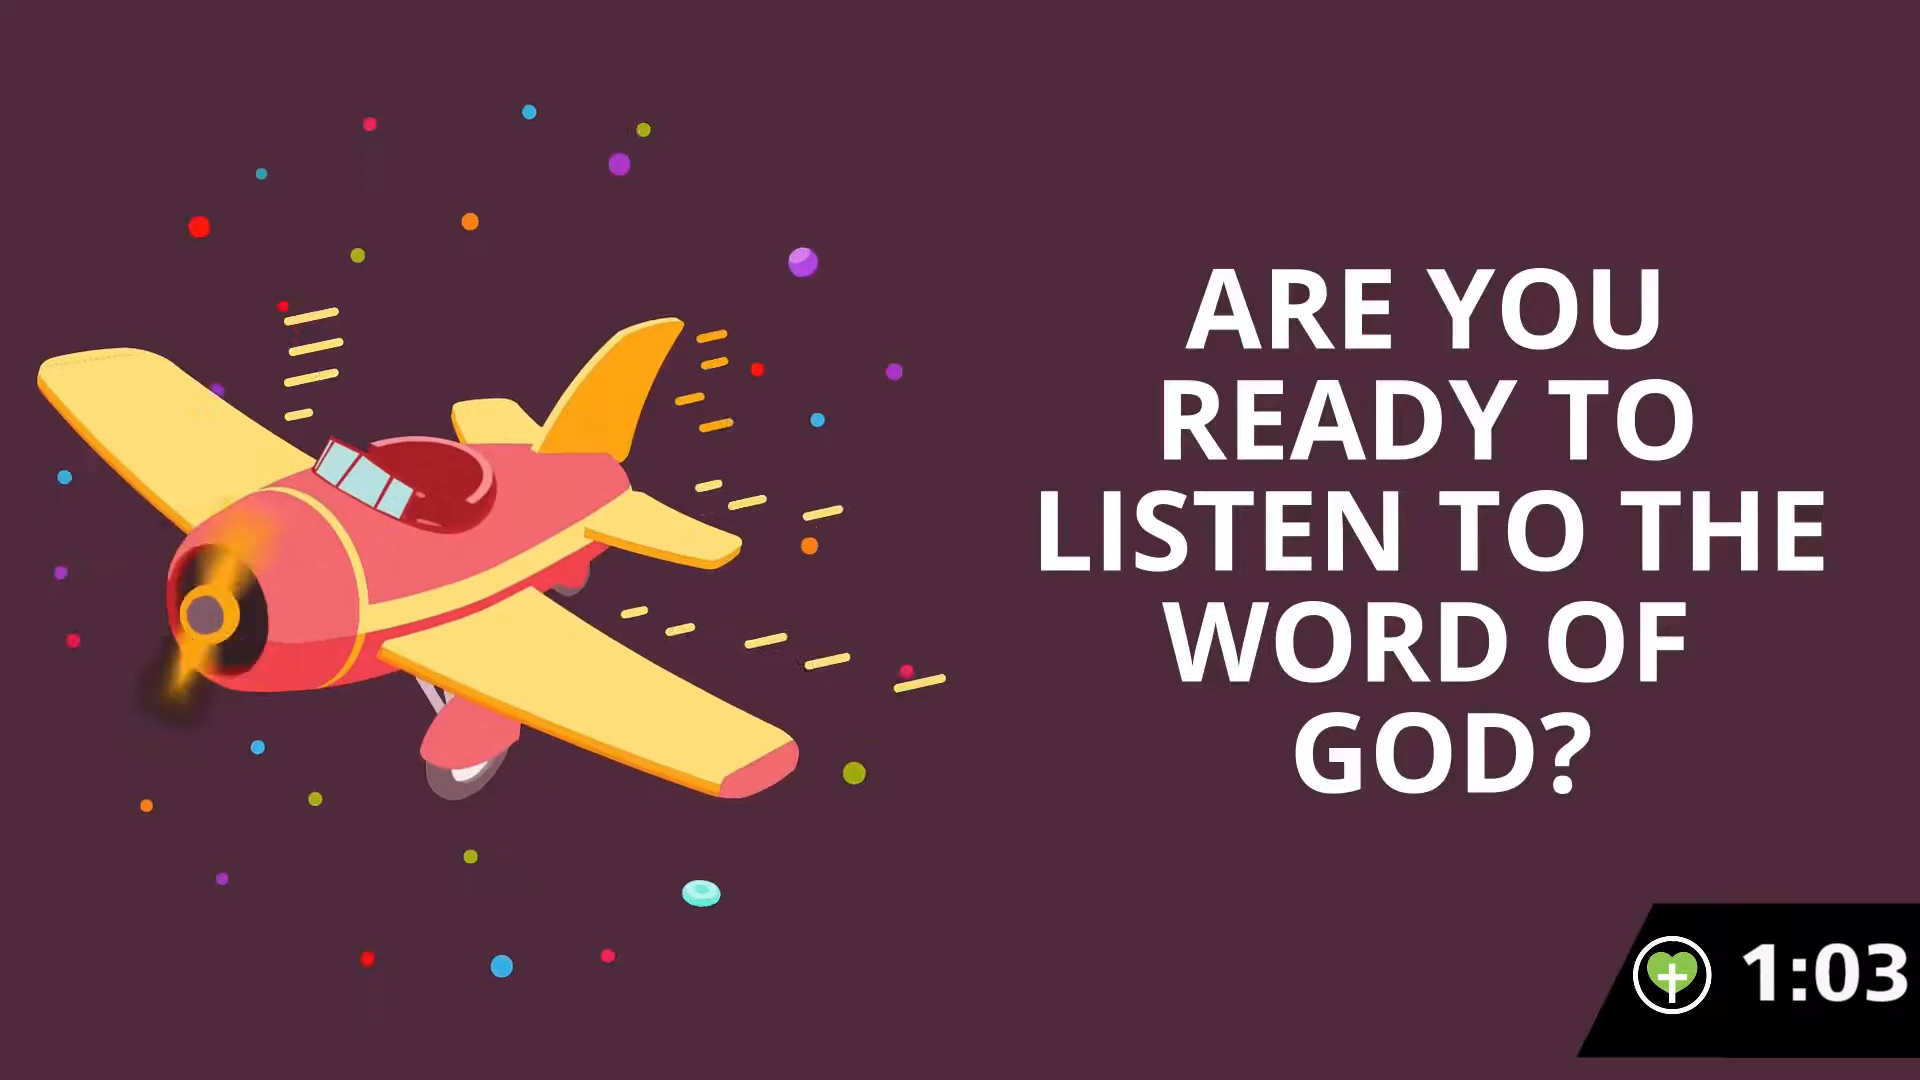 ARE YOU
READY TO
LISTEN TO THE
WORD OF
GOD?
1:03